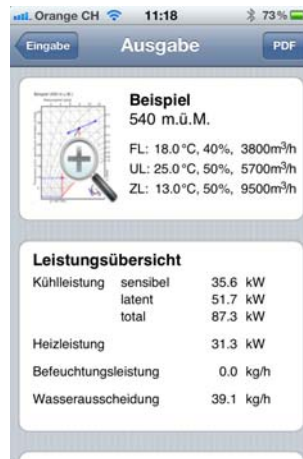 Orange CH 11:18 73%
Eingabe Ausgabe PDF
Beispiel
540 m.ü.M.
FL: 18.0°C, 40%, 3800m³/h
UL: 25.0°C, 50%, 5700m³/h
ZL: 13.0°C, 50%, 9500m³/h
Leistungsübersicht
Kühlleistung sensibel 35.6 kW
latent 51.7 kW
total 87.3 kW
Heizleistung 31.3 kW
Befeuchtungsleistung 0.0 kg/h
Wasserausscheidung 39.1 kg/h